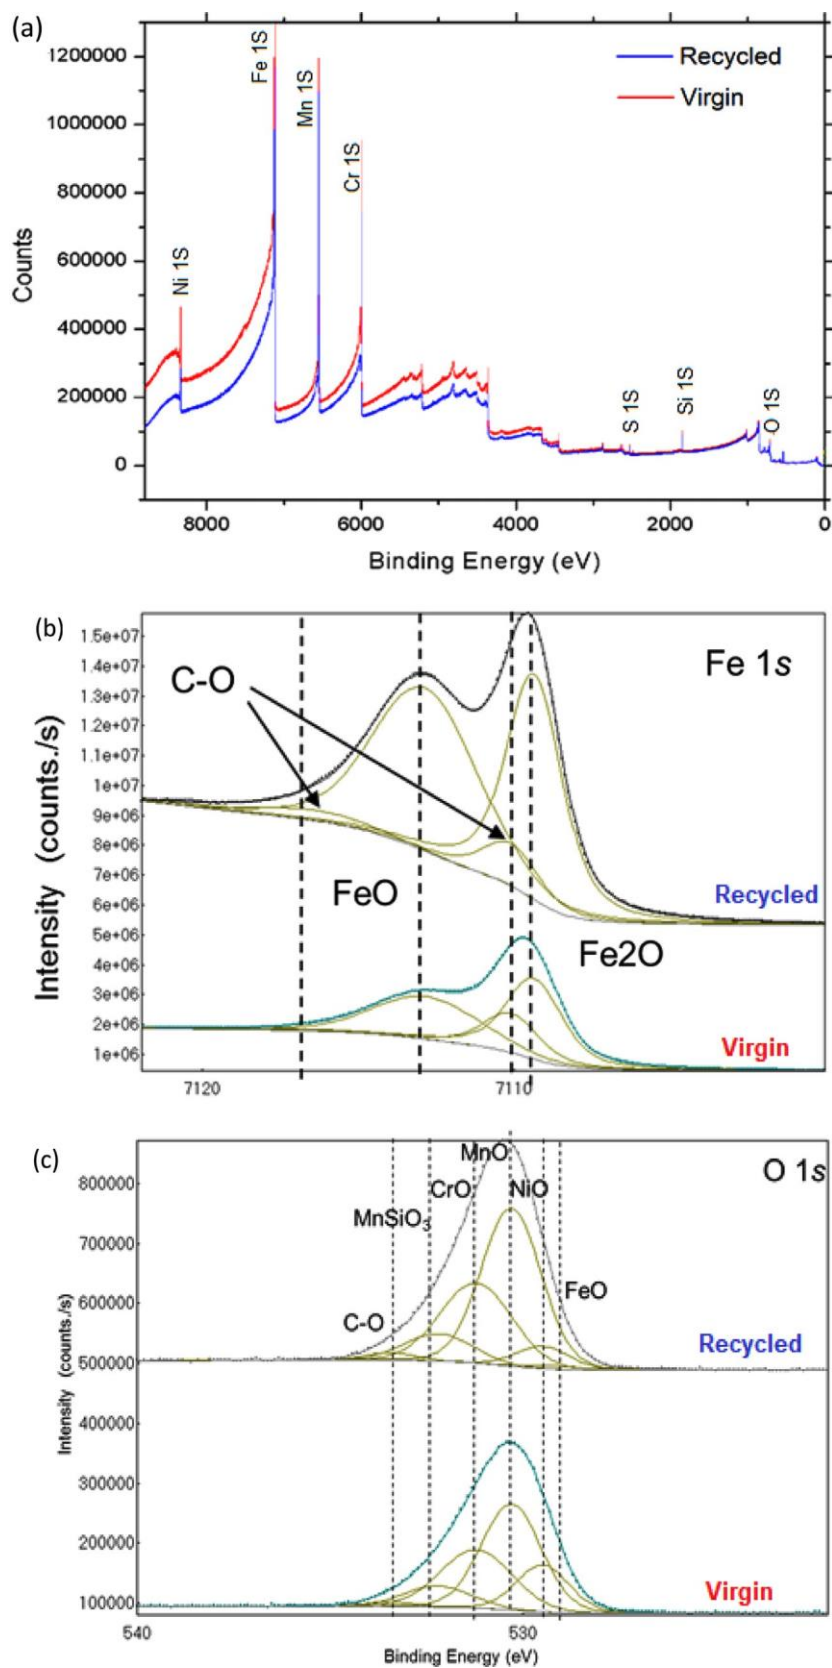 (a)
Recycled
Virgin
Ni 1S
Fe 1S
Mn 1S
Cr 1S
S 1S
Si 1S
O 1S
Counts
1200000
1000000
800000
600000
400000
200000
0
8000 6000 4000 2000 0
Binding Energy (eV)
(b)
Fe 1s
C-O
FeO
Fe2O
Recycled
Virgin
Intensity (counts./s)
1.5e+07
1.4e+07
1.3e+07
1.2e+07
1.1e+07
1e+07
9e+06
8e+06
7e+06
6e+06
5e+06
4e+06
3e+06
2e+06
1e+06
7120 7110
(c)
O 1s
MnO
CrO NiO
MnSiO₃
FeO
C-O
Recycled
Virgin
Intensity (counts./s)
800000
700000
600000
500000
400000
300000
200000
100000
540 530
Binding Energy (eV)